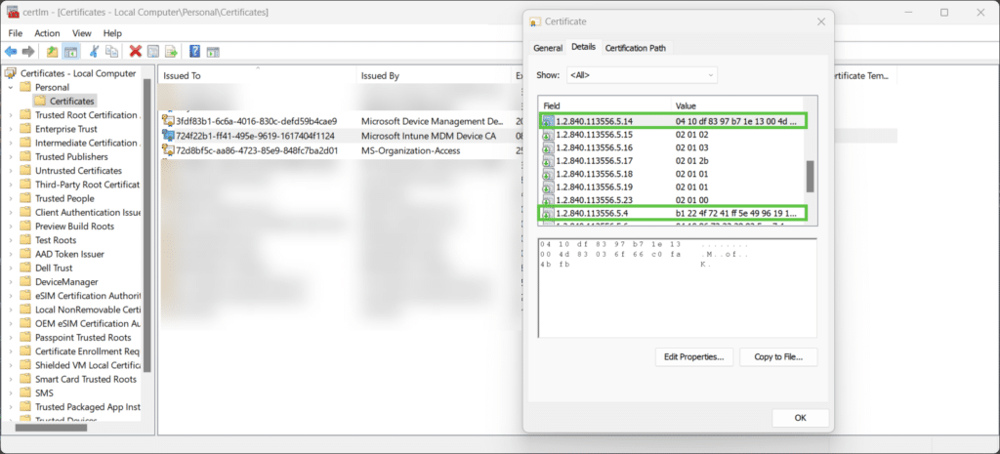 certlm - [Certificates - Local Computer\Personal\Certificates]
File Action View Help
Certificates - Local Computer
Personal
Certificates
Trusted Root Certification
Enterprise Trust
Intermediate Certification
Trusted Publishers
Untrusted Certificates
Third-Party Root Certificat
Trusted People
Client Authentication Issue
Preview Build Roots
Test Roots
AAD Token Issuer
Dell Trust
DeviceManager
eSIM Certification Authorit
Local NonRemovable Certi
OEM eSIM Certification Au
Passpoint Trusted Roots
Certificate Enrollment Req
Shielded VM Local Certifica
Smart Card Trusted Roots
SMS
Trusted Packaged App Inst
Trusted Devices
Issued To Issued By Ex
3fdf83b1-6c6a-4016-830c-defd59b4cae9 Microsoft Device Management De... 20
724f22b1-ff41-495e-9619-1617404f1124 Microsoft Intune MDM Device CA 08
72d8bf5c-aa86-4723-85e9-848fc7ba2d01 MS-Organization-Access 25
ertificate Tem...
Certificate
General Details Certification Path
Show: <All>
Field Value
1.2.840.113556.5.14 04 10 df 83 97 b7 1e 13 00 4d ...
1.2.840.113556.5.15 02 01 02
1.2.840.113556.5.16 02 01 03
1.2.840.113556.5.17 02 01 2b
1.2.840.113556.5.18 02 01 01
1.2.840.113556.5.19 02 01 01
1.2.840.113556.5.23 02 01 00
1.2.840.113556.5.4 b1 22 4f 72 41 ff 5e 49 96 19 1...
04 10 df 83 97 b7 1e 13 ........
00 4d 83 03 6f 66 c0 fa .M..of..
4b fb K.
Edit Properties... Copy to File...
OK